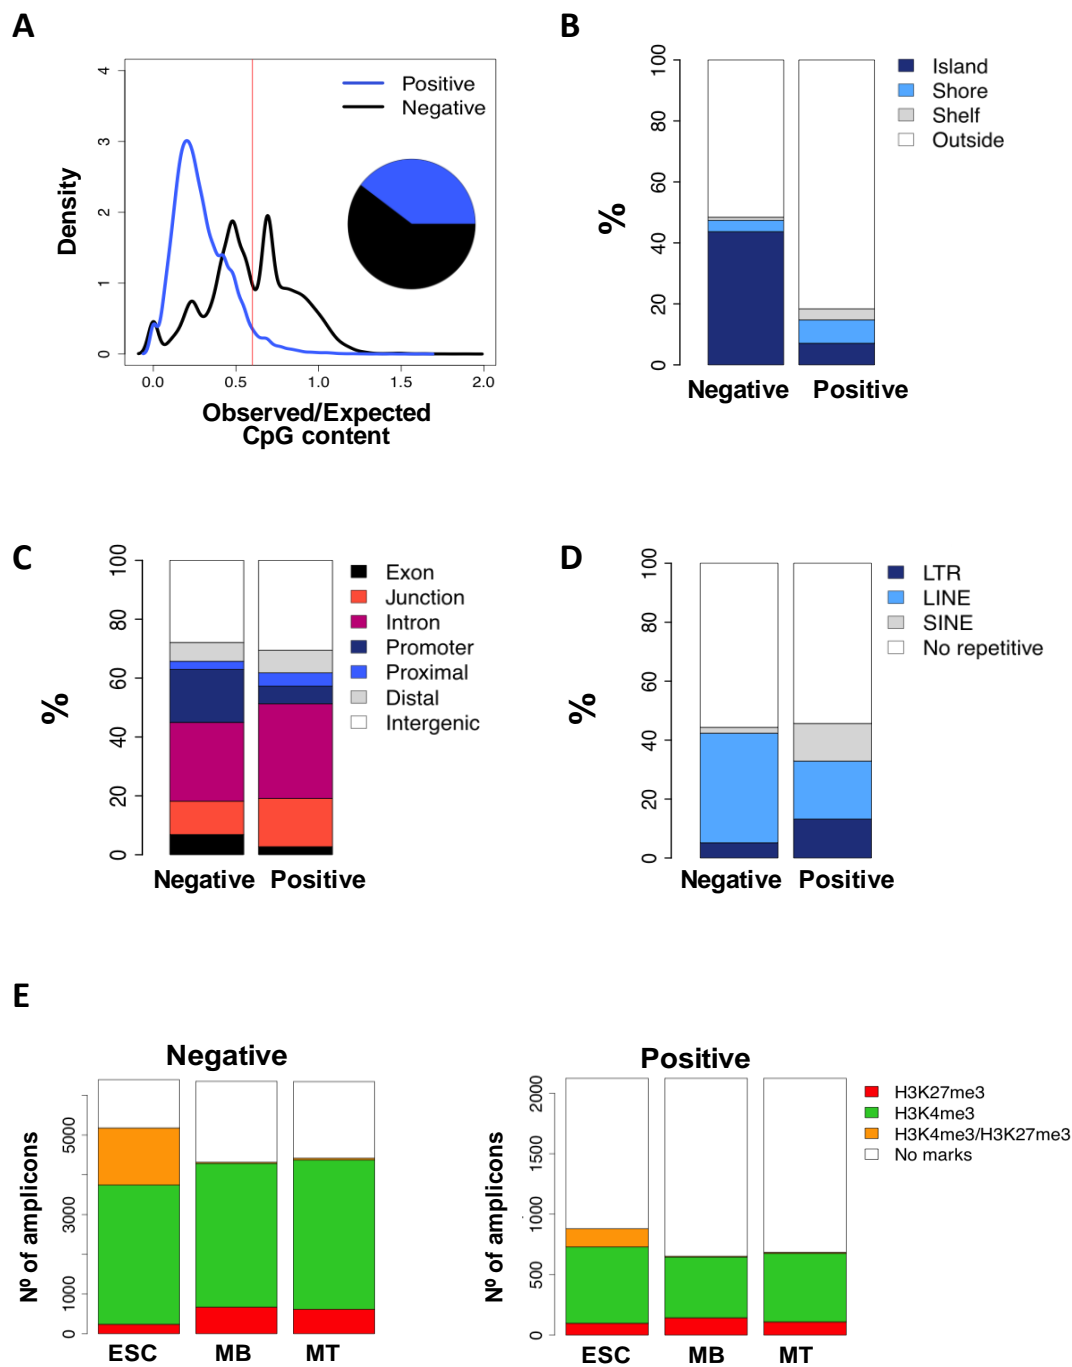 A
4
3
2
1
0
Density
Positive
Negative
0.0 0.5 1.0 1.5 2.0
Observed/Expected
CpG content
B
100
80
60
40
20
0
%
Island
Shore
Shelf
Outside
Negative Positive
C
100
80
60
40
20
0
%
Exon
Junction
Intron
Promoter
Proximal
Distal
Intergenic
Negative Positive
D
100
80
60
40
20
0
%
LTR
LINE
SINE
No repetitive
Negative Positive
E
Negative
Nº of amplicons
5000
3000
1000
0
ESC MB MT
Positive
Nº of amplicons
2000
1500
1000
500
0
ESC MB MT
H3K27me3
H3K4me3
H3K4me3/H3K27me3
No marks